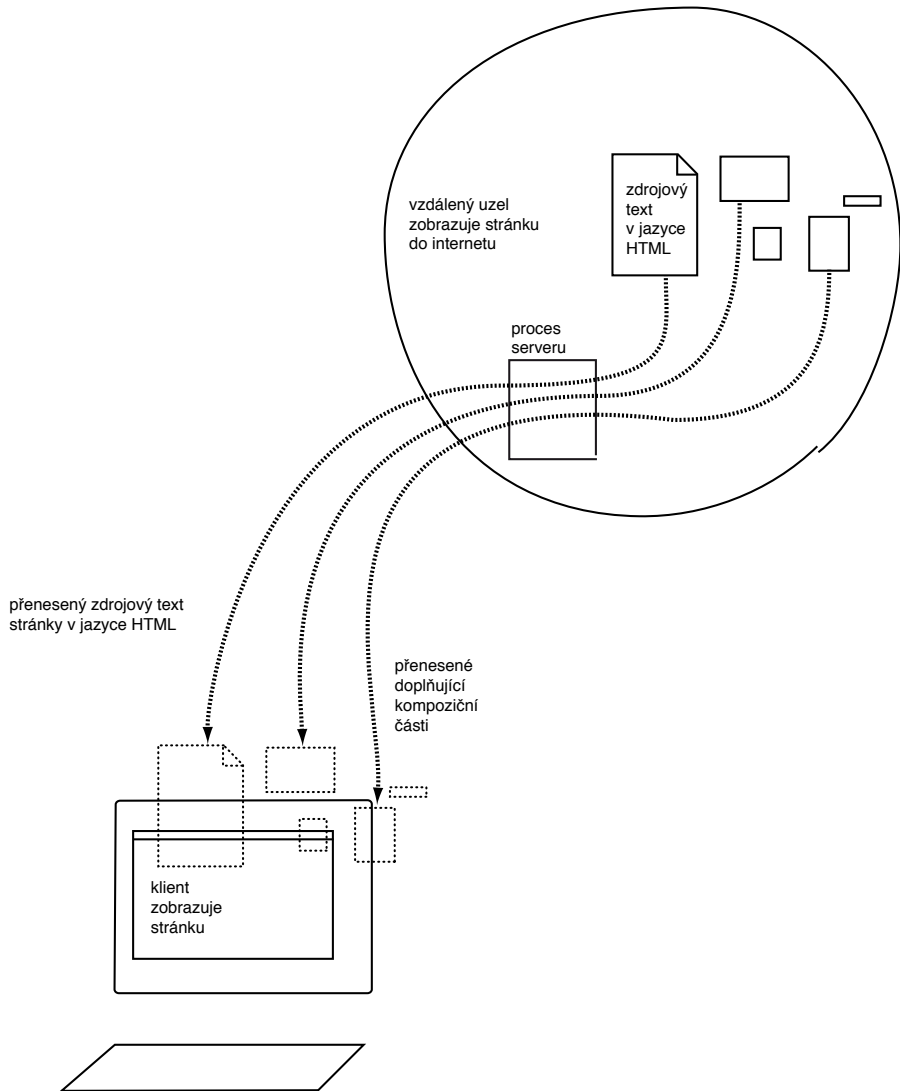 vzdálený uzel
zobrazuje stránku
do internetu
zdrojový
text
v jazyce
HTML
proces
serveru
přenesený zdrojový text
stránky v jazyce HTML
přenesené
doplňující
kompoziční
části
klient
zobrazuje
stránku